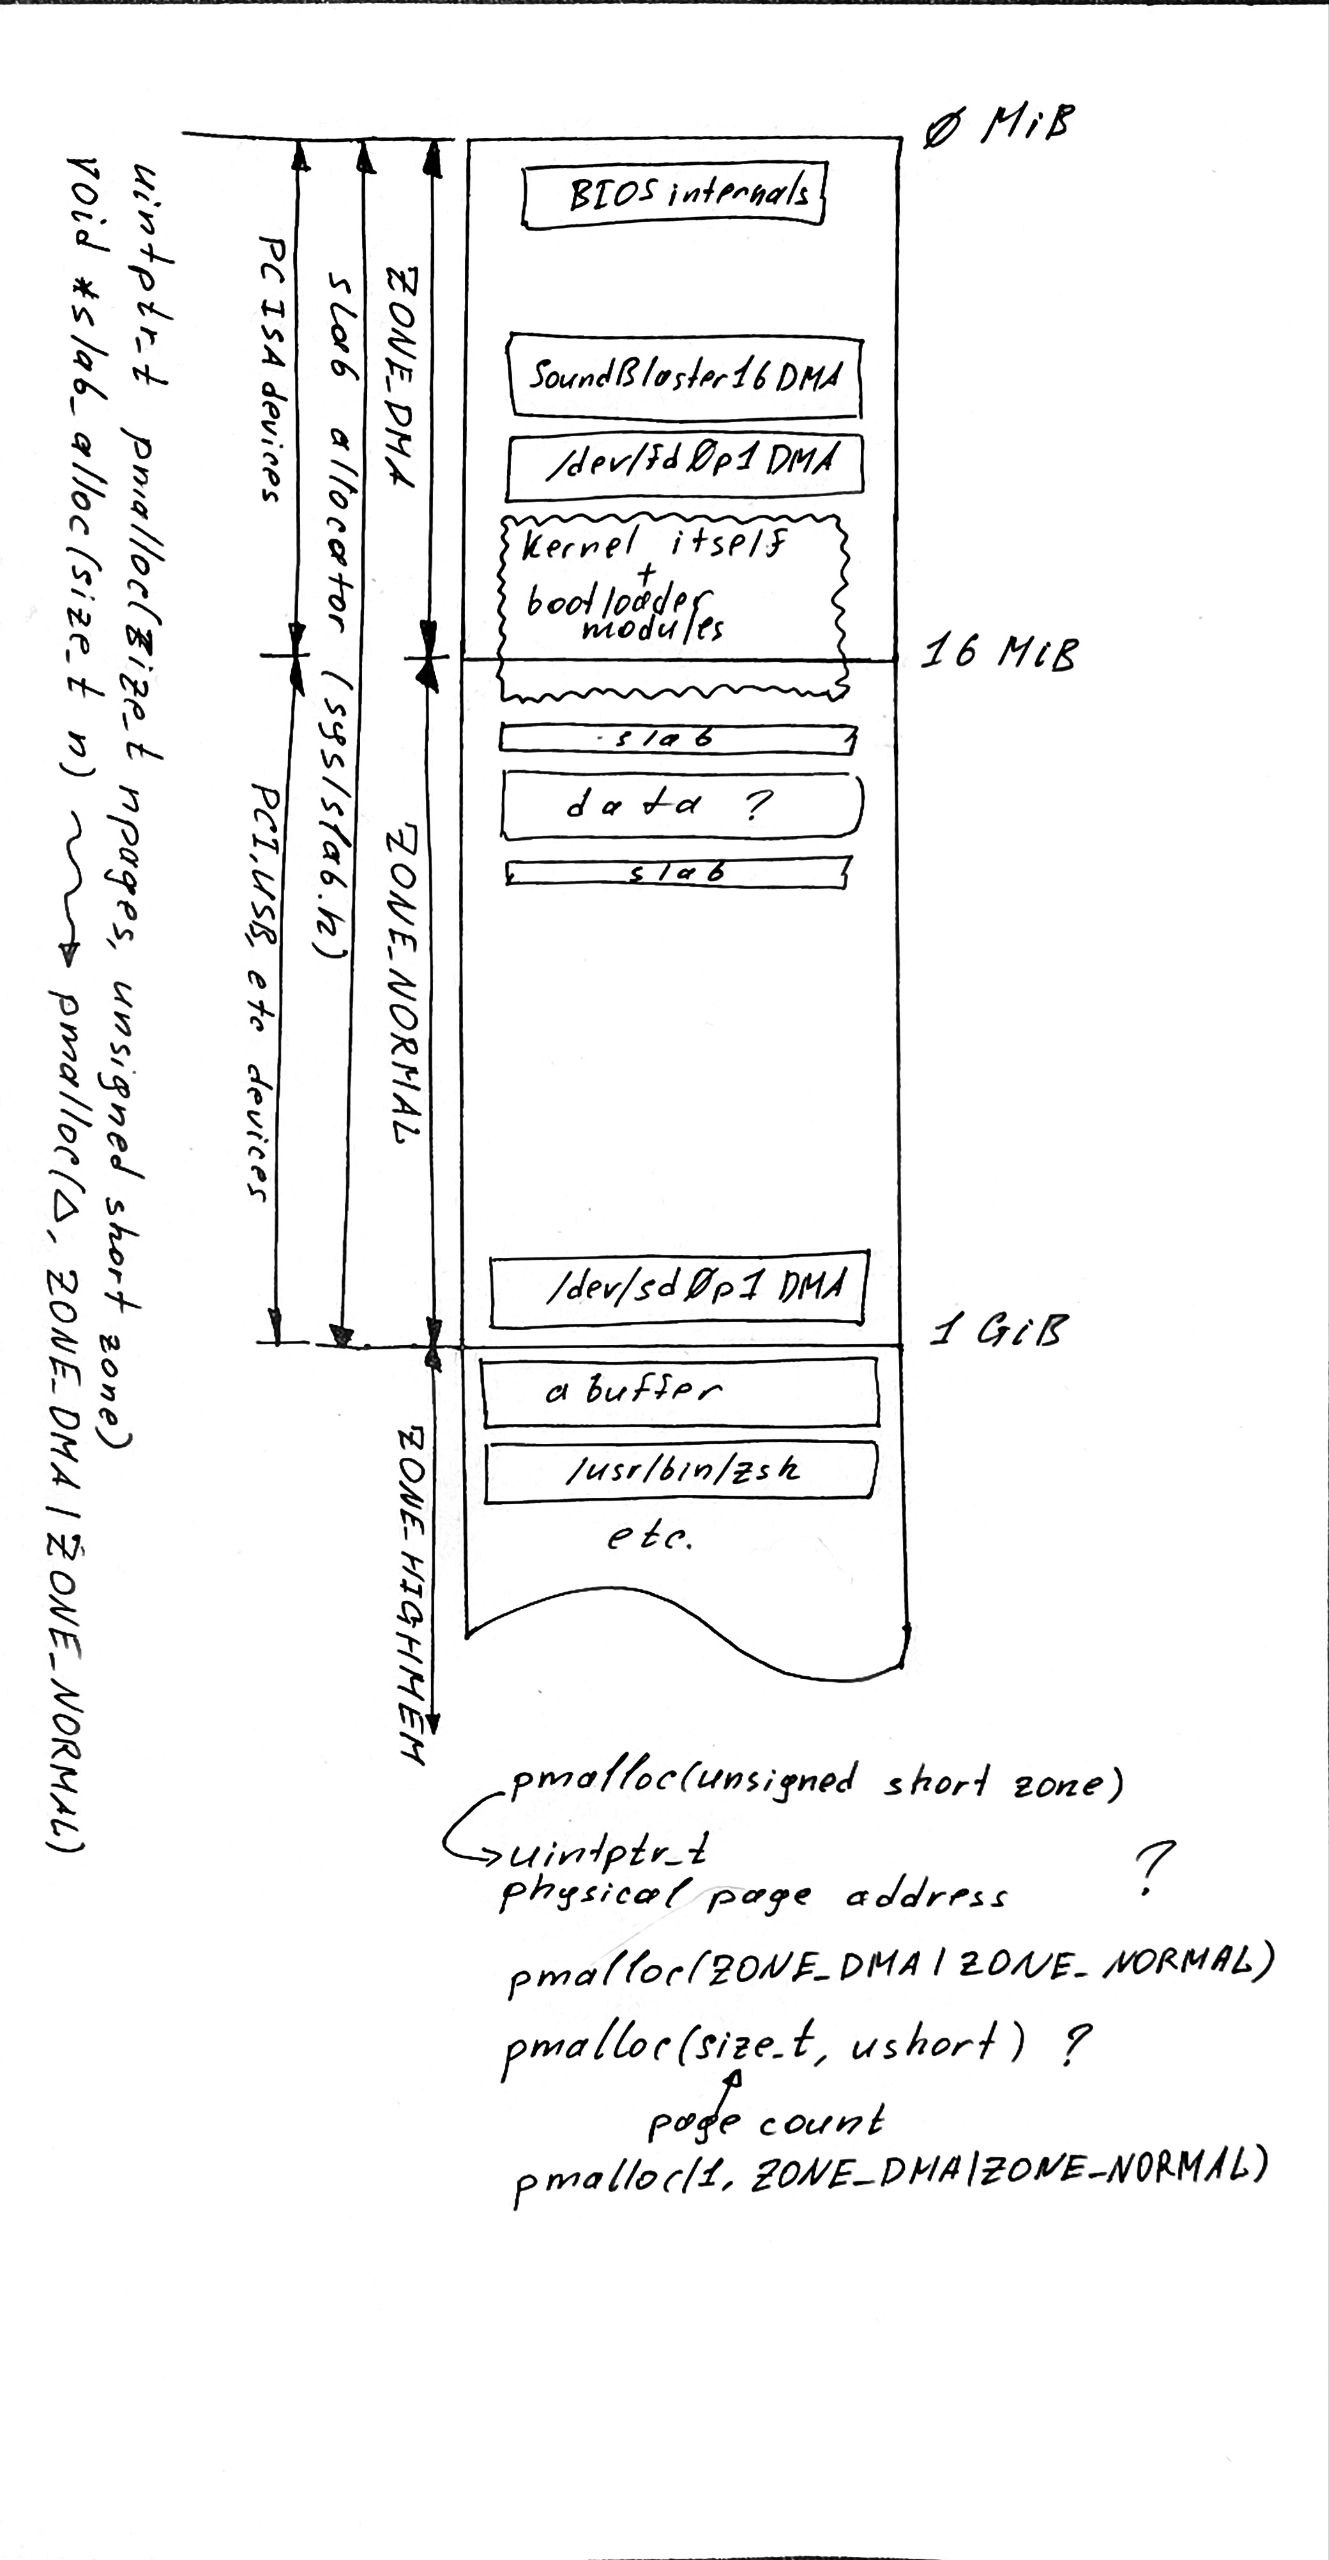 Ø MiB
BIOS internals
SoundBlaster16 DMA
/dev/fdØp1 DMA
kernel itself
+
bootloader
modules
16 MiB
slab
data ?
slab
/dev/sdØp1 DMA
1 GiB
a buffer
/usr/bin/zsh
etc.
ZONE_DMA
ZONE_NORMAL
ZONE_HIGHMEM
slab allocator (sys/slab.h)
PC ISA devices
PCI, USB, etc devices
uintptr_t pmalloc(size_t npages, unsigned short zone)
void *slab_alloc(size_t n) → pmalloc(Δ, ZONE_DMA | ZONE_NORMAL)
pmalloc(unsigned short zone)
→ uintptr_t
physical page address ?
pmalloc(ZONE_DMA | ZONE_NORMAL)
pmalloc(size_t, ushort) ?
page count
pmalloc(1, ZONE_DMA|ZONE_NORMAL)